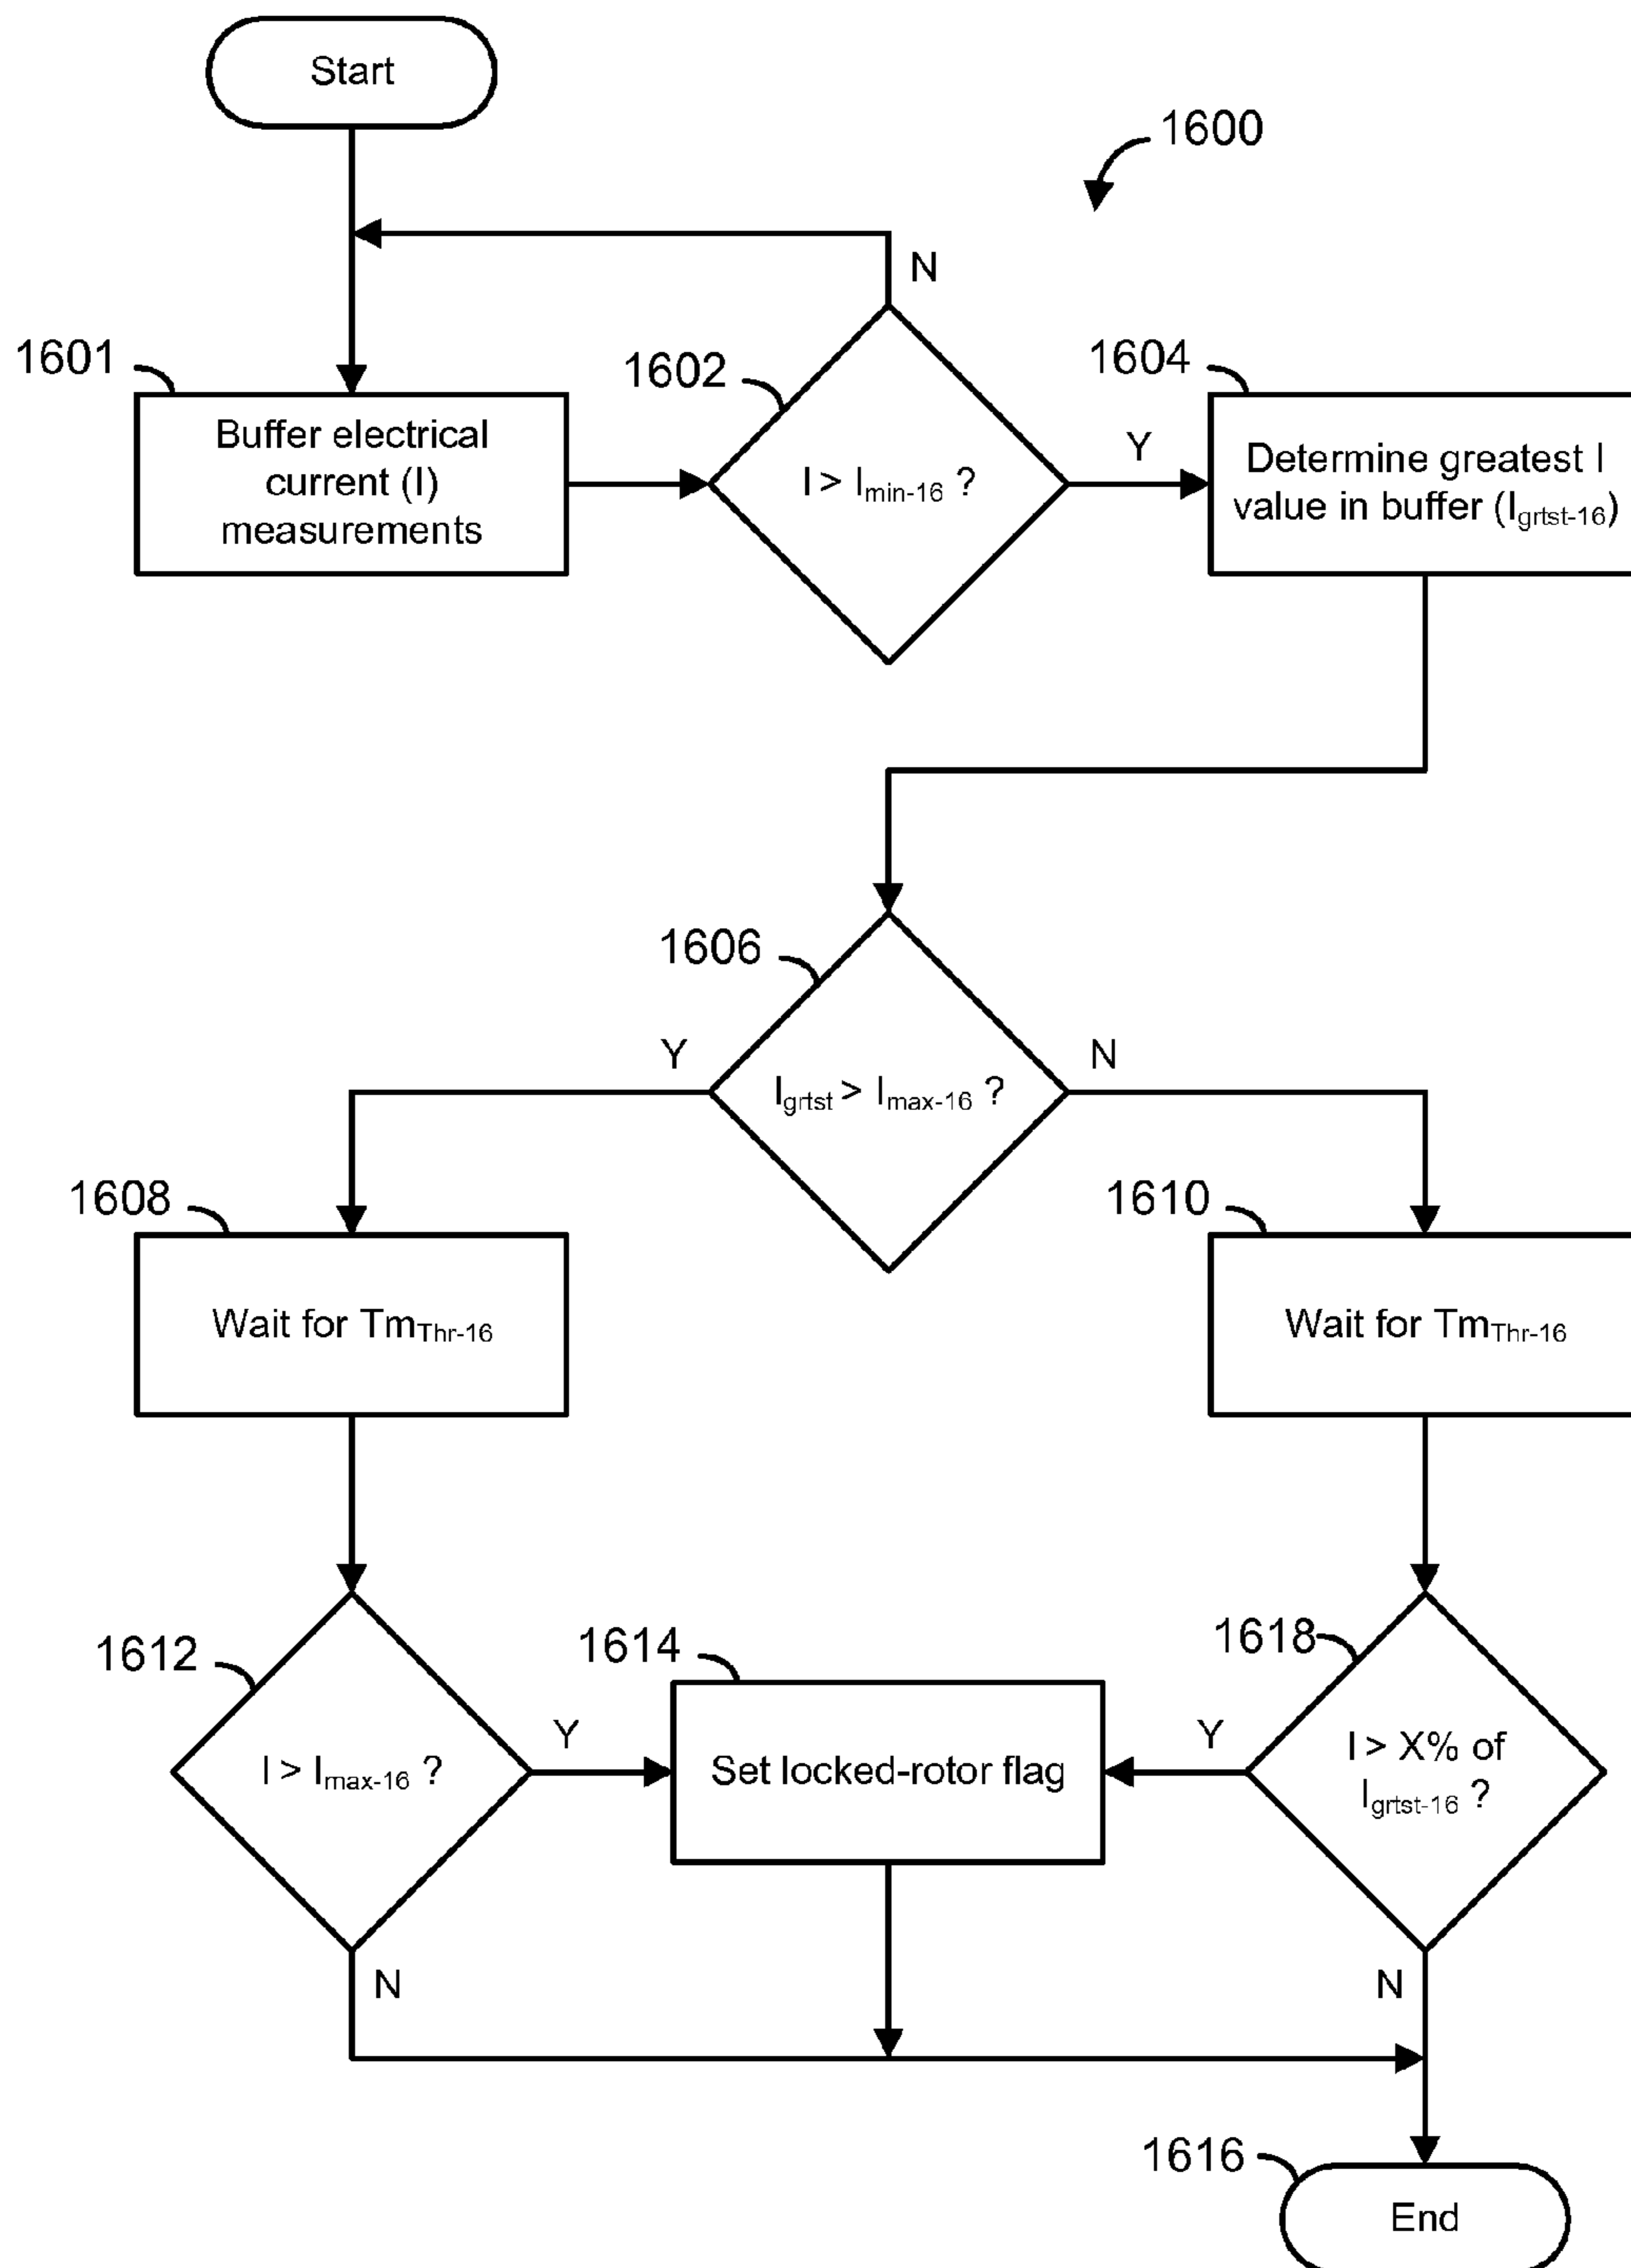 Start
1600
N
1601
1602
1604
Buffer electrical
current (I)
measurements
I > Imin-16 ?
Y
Determine greatest I
value in buffer (Igrtst-16)
1606
Y
N
Igrtst > Imax-16 ?
1608
1610
Wait for TmThr-16
Wait for TmThr-16
1612
1614
1618
I > Imax-16 ?
Y
Set locked-rotor flag
Y
I > X% of
Igrtst-16 ?
N
N
1616
End